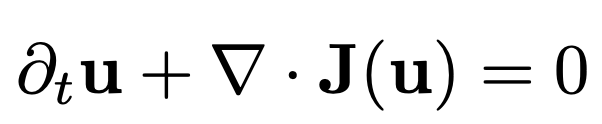 ∂ₜ𝐮 + ∇ · 𝐉(𝐮) = 0